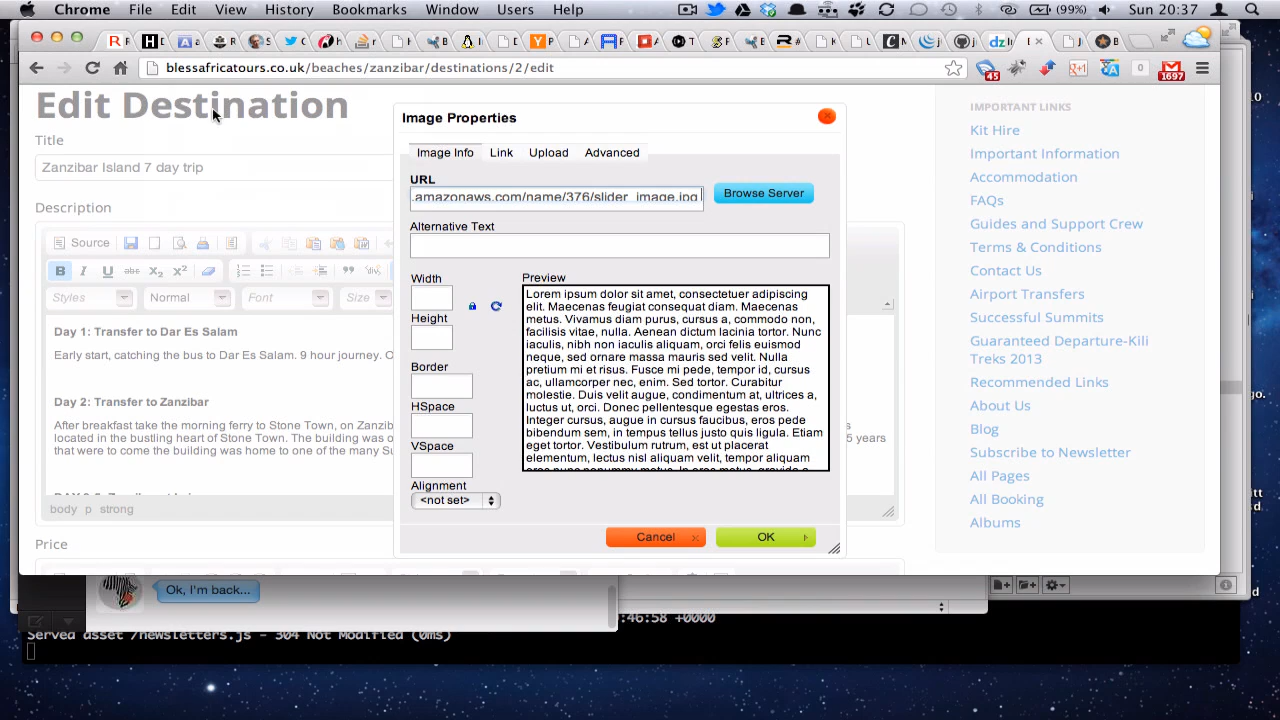 Chrome File Edit View History Bookmarks Window Users Help (99%) Sun 20:37
blessafricatours.co.uk/beaches/zanzibar/destinations/2/edit 45 0 1697
Edit Destination
Title
Zanzibar Island 7 day trip
Description
Source
Styles Normal Font Size
Day 1: Transfer to Dar Es Salam
Early start, catching the bus to Dar Es Salam. 9 hour journey. O
Day 2: Transfer to Zanzibar
After breakfast take the morning ferry to Stone Town, on Zanzib
located in the bustling heart of Stone Town. The building was o
5 years
that were to come the building was home to one of the many Su
body p strong
Price
Image Properties
Image Info Link Upload Advanced
URL
amazonaws.com/name/376/slider_image.jpg Browse Server
Alternative Text
Width
Height
Border
HSpace
VSpace
Alignment
<not set>
Preview
Lorem ipsum dolor sit amet, consectetuer adipiscing
elit. Maecenas feugiat consequat diam. Maecenas
metus. Vivamus diam purus, cursus a, commodo non,
facilisis vitae, nulla. Aenean dictum lacinia tortor. Nunc
iaculis, nibh non iaculis aliquam, orci felis euismod
neque, sed ornare massa mauris sed velit. Nulla
pretium mi et risus. Fusce mi pede, tempor id, cursus
ac, ullamcorper nec, enim. Sed tortor. Curabitur
molestie. Duis velit augue, condimentum at, ultrices a,
luctus ut, orci. Donec pellentesque egestas eros.
Integer cursus, augue in cursus faucibus, eros pede
bibendum sem, in tempus tellus justo quis ligula. Etiam
eget tortor. Vestibulum rutrum, est ut placerat
elementum, lectus nisl aliquam velit, tempor aliquam
Cancel OK
IMPORTANT LINKS
Kit Hire
Important Information
Accommodation
FAQs
Guides and Support Crew
Terms & Conditions
Contact Us
Airport Transfers
Successful Summits
Guaranteed Departure-Kili
Treks 2013
Recommended Links
About Us
Blog
Subscribe to Newsletter
All Pages
All Booking
Albums
Ok, I'm back...
:46:58 +0000
Served asset /newsletters.js - 304 Not Modified (0ms)